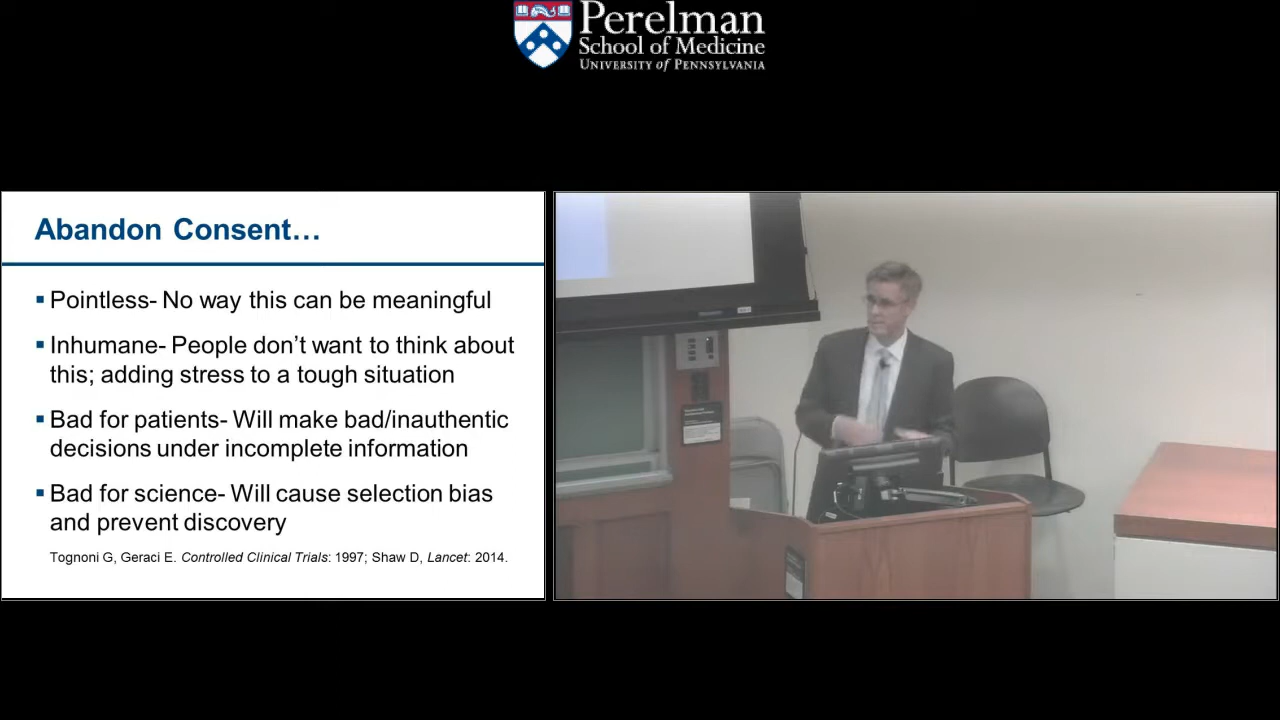 Perelman
School of Medicine
UNIVERSITY of PENNSYLVANIA
Abandon Consent…
▪ Pointless- No way this can be meaningful
▪ Inhumane- People don’t want to think about
this; adding stress to a tough situation
▪ Bad for patients- Will make bad/inauthentic
decisions under incomplete information
▪ Bad for science- Will cause selection bias
and prevent discovery
Tognoni G, Geraci E. Controlled Clinical Trials: 1997; Shaw D, Lancet: 2014.